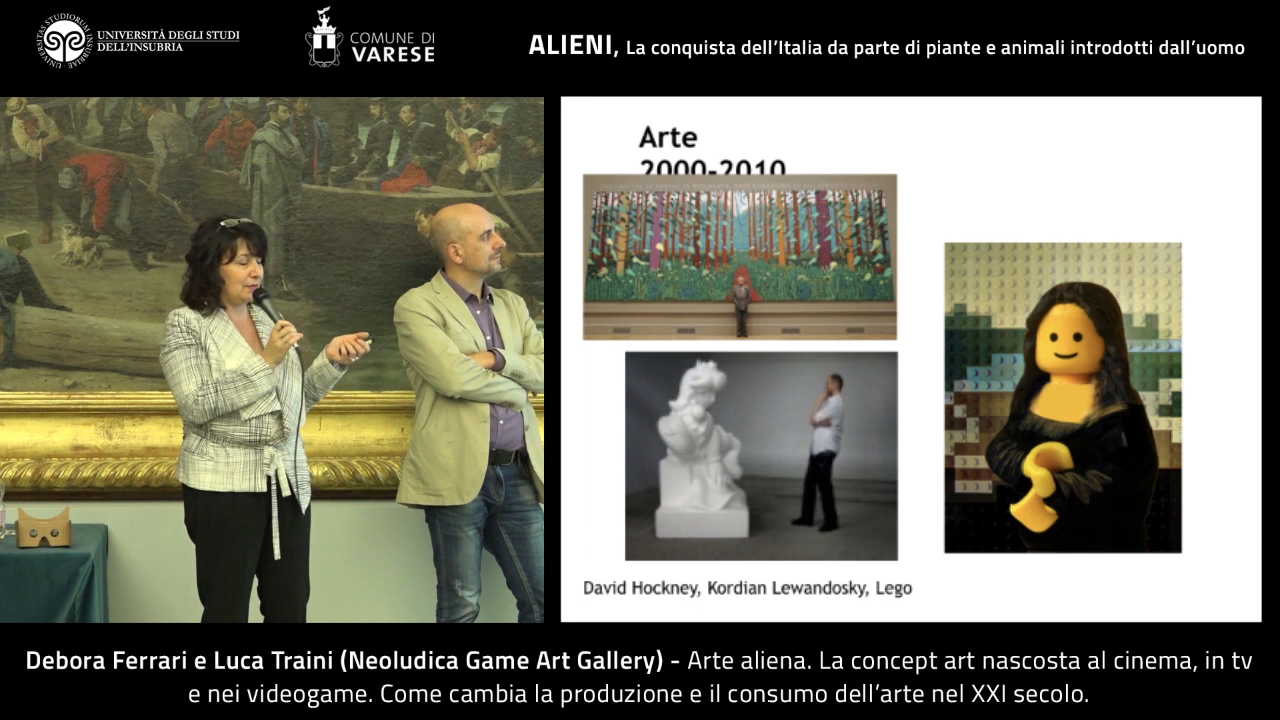 UNIVERSITÀ DEGLI STUDI
DELL'INSUBRIA
COMUNE DI
VARESE
ALIENI, La conquista dell'Italia da parte di piante e animali introdotti dall'uomo
Arte
2000-2010
David Hockney, Kordian Lewandosky, Lego
Debora Ferrari e Luca Traini (Neoludica Game Art Gallery) - Arte aliena. La concept art nascosta al cinema, in tv
e nei videogame. Come cambia la produzione e il consumo dell'arte nel XXI secolo.